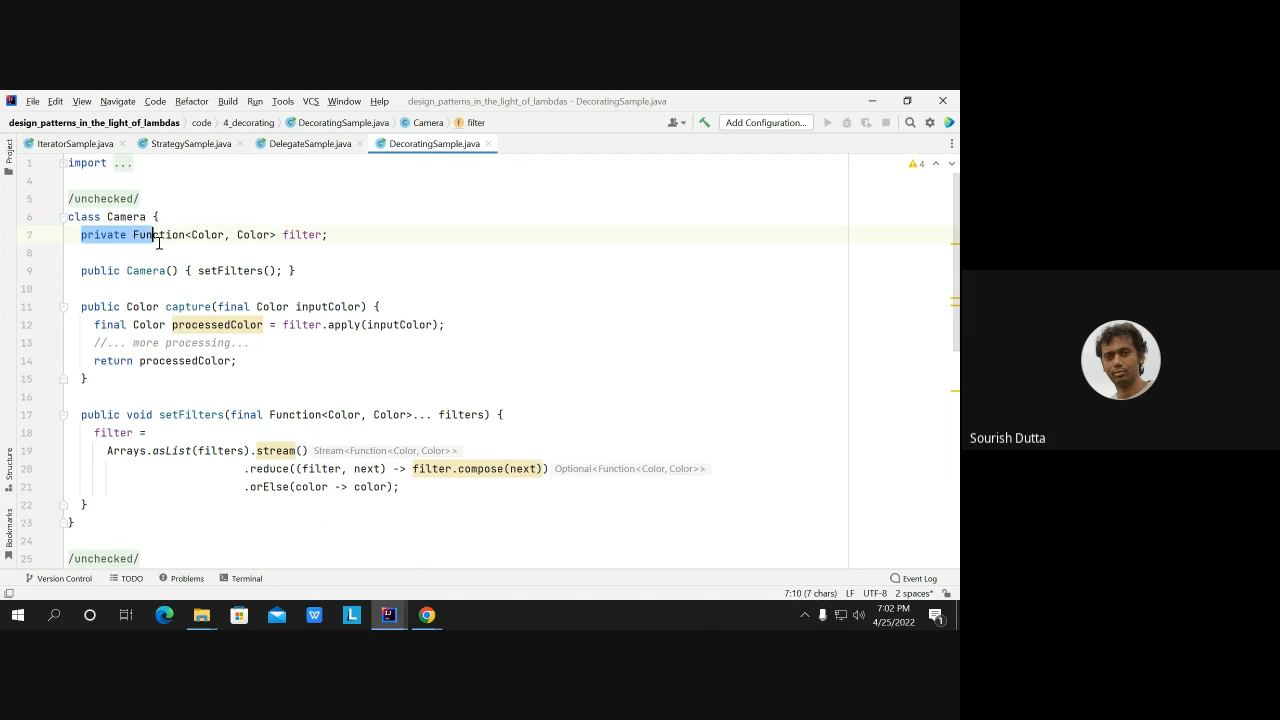 File Edit View Navigate Code Refactor Build Run Tools VCS Window Help design_patterns_in_the_light_of_lambdas - DecoratingSample.java
design_patterns_in_the_light_of_lambdas code 4_decorating DecoratingSample.java Camera filter Add Configuration...
IteratorSample.java StrategySample.java DelegateSample.java DecoratingSample.java
Project
1 import ...
4
4
5 /unchecked/
6 class Camera {
7 private Function<Color, Color> filter;
8
9 public Camera() { setFilters(); }
10
11 public Color capture(final Color inputColor) {
12 final Color processedColor = filter.apply(inputColor);
13 //... more processing...
14 return processedColor;
15 }
16
17 public void setFilters(final Function<Color, Color>... filters) {
18 filter =
19 Arrays.asList(filters).stream() Stream<Function<Color, Color>>
20 .reduce((filter, next) -> filter.compose(next)) Optional<Function<Color, Color>>
21 .orElse(color -> color);
22 }
23 }
24
25 /unchecked/
Structure
Bookmarks
Version Control TODO Problems Terminal Event Log
7:10 (7 chars) LF UTF-8 2 spaces*
7:02 PM
4/25/2022
1
Sourish Dutta